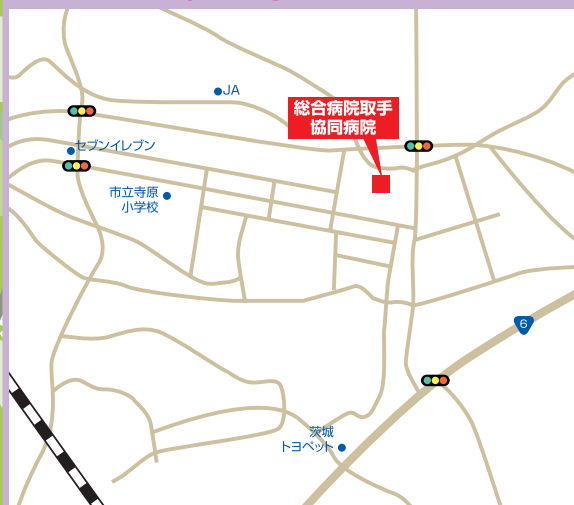 JA
総合病院取手
協同病院
セブンイレブン
市立寺原
小学校
6
茨城
トヨペット